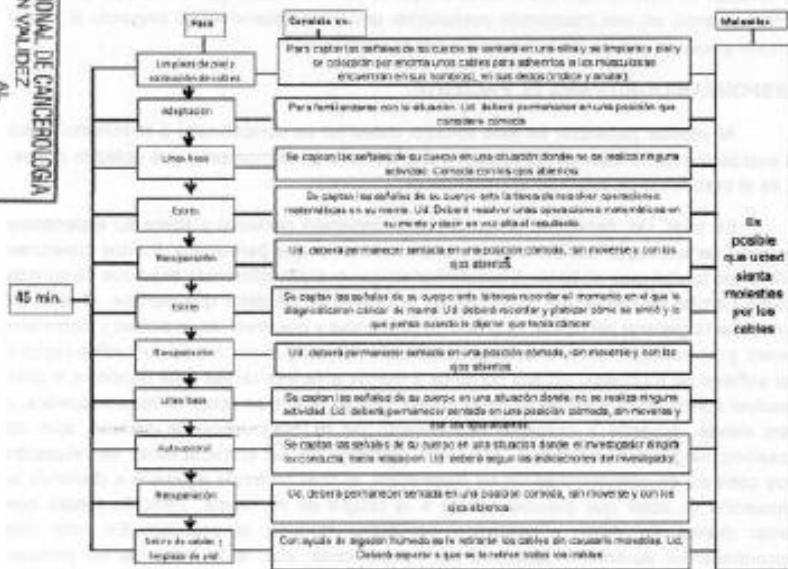 ONAL DE CANCEROLOGIA
N VALIDEZ
AL
Fase
Consiste en:
Molestias
Limpieza de piel y
colocación de cables
Para captar las señales de su cuerpo se sentará en una silla y se limpiará su piel y
se colocarán por encima unos cables para adherirlos a los músculos (se
encuentran en sus hombros), en sus dedos (índice y anular).
Adaptación
Para familiarizarse con la situación. Ud. deberá permanecer en una posición que
considere cómoda
Línea base
Se captan las señales de su cuerpo en una situación donde no se realiza ninguna
actividad. Cómoda con los ojos abiertos
Estrés
Se captan las señales de su cuerpo ante la tarea de resolver operaciones
matemáticas en su mente. Ud. Deberá resolver unas operaciones matemáticas en
su mente y decir en voz alta el resultado.
Recuperación
Ud. deberá permanecer sentada en una posición cómoda, sin moverse y con los
ojos abiertos
45 min.
Estrés
Se captan las señales de su cuerpo ante la tarea recordar el momento en el que le
diagnosticaron cáncer de mama. Ud. deberá recordar y platicar cómo se sintió y lo
que pensó cuando le dijeron que tenía cáncer.
Recuperación
Ud. deberá permanecer sentada en una posición cómoda, sin moverse y con los
ojos abiertos
Línea base
Se captan las señales de su cuerpo en una situación donde no se realiza ninguna
actividad. Ud. deberá permanecer sentada en una posición cómoda, sin moverse y
con los ojos abiertos
Auto-control
Se captan las señales de su cuerpo en una situación donde el investigador dirigirá
su conducta, hacia relajación. Ud. deberá seguir las indicaciones del investigador.
Recuperación
Ud. deberá permanecer sentada en una posición cómoda, sin moverse y con los
ojos abiertos
Retiro de cables y
limpieza de piel
Con ayuda de algodón húmedo se le retirarán los cables sin causarle molestias. Ud.
Deberá esperar a que se le retiren todos los cables.
Es
posible
que usted
sienta
molestias
por los
cables